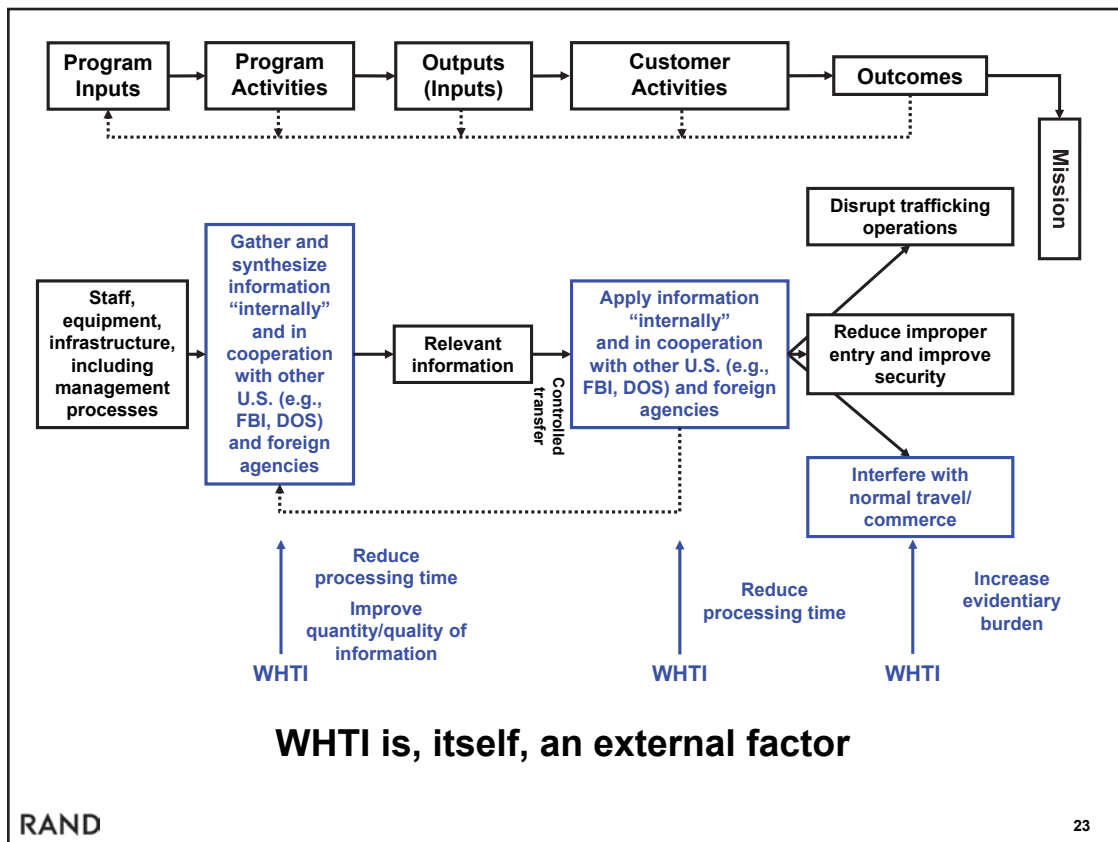 Program
Inputs
Program
Activities
Outputs
(Inputs)
Customer
Activities
Outcomes
Mission
Staff,
equipment,
infrastructure,
including
management
processes
Gather and
synthesize
information
“internally”
and in
cooperation
with other
U.S. (e.g.,
FBI, DOS)
and foreign
agencies
Relevant
information
Controlled
transfer
Apply information
“internally”
and in cooperation
with other U.S. (e.g.,
FBI, DOS) and foreign
agencies
Disrupt trafficking
operations
Reduce improper
entry and improve
security
Interfere with
normal travel/
commerce
Reduce
processing time
Improve
quantity/quality of
information
WHTI
Reduce
processing time
WHTI
Increase
evidentiary
burden
WHTI
WHTI is, itself, an external factor
RAND
23